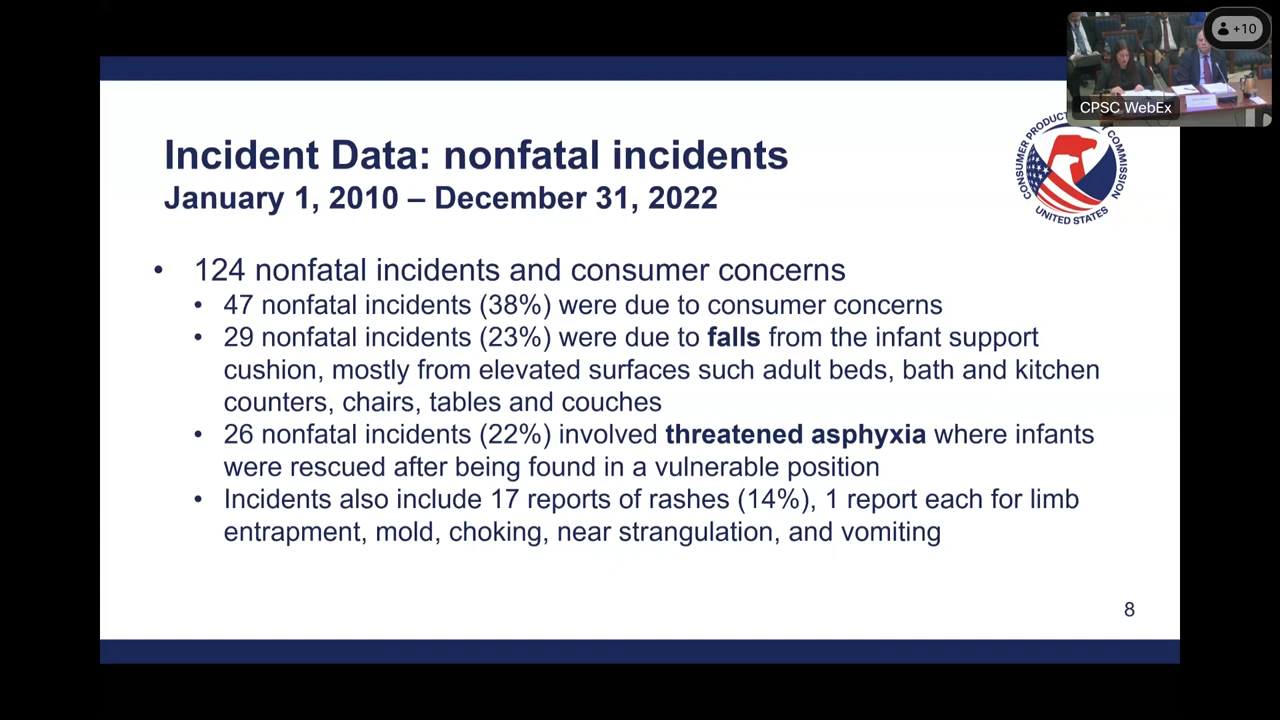 +10
CPSC WebEx
Incident Data: nonfatal incidents
January 1, 2010 – December 31, 2022
UNITED STATES
CONSUMER PRODUCT COMMISSION
• 124 nonfatal incidents and consumer concerns
• 47 nonfatal incidents (38%) were due to consumer concerns
• 29 nonfatal incidents (23%) were due to falls from the infant support
cushion, mostly from elevated surfaces such adult beds, bath and kitchen
counters, chairs, tables and couches
• 26 nonfatal incidents (22%) involved threatened asphyxia where infants
were rescued after being found in a vulnerable position
• Incidents also include 17 reports of rashes (14%), 1 report each for limb
entrapment, mold, choking, near strangulation, and vomiting
8